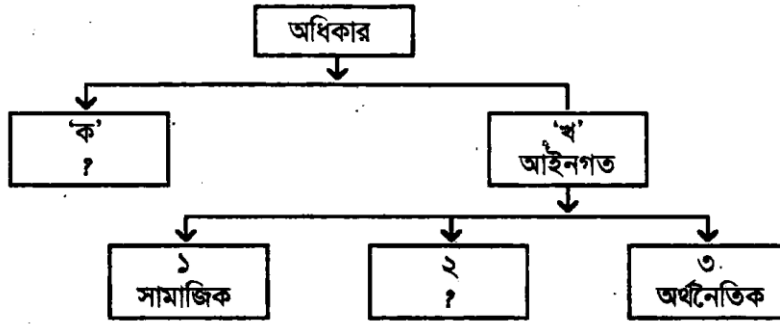 অধিকার
‘ক’
?
‘খ’
আইনগত
১
সামাজিক
২
?
৩
অর্থনৈতিক